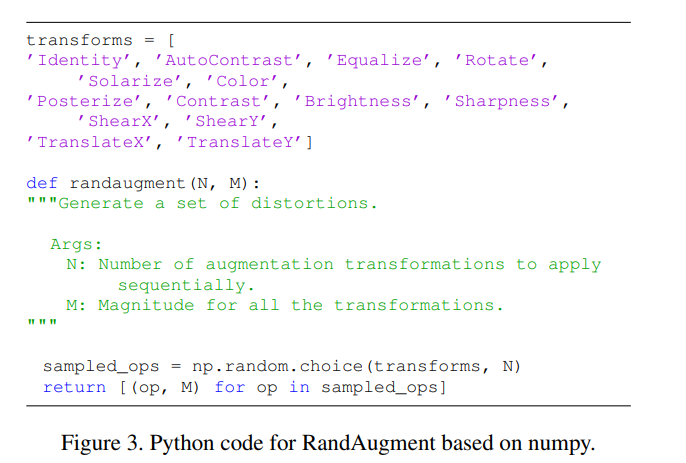 transforms = [
’Identity’, ’AutoContrast’, ’Equalize’, ’Rotate’,
’Solarize’, ’Color’,
’Posterize’, ’Contrast’, ’Brightness’, ’Sharpness’,
’ShearX’, ’ShearY’,
’TranslateX’, ’TranslateY’]
def randaugment(N, M):
"""Generate a set of distortions.
Args:
N: Number of augmentation transformations to apply
sequentially.
M: Magnitude for all the transformations.
"""
sampled_ops = np.random.choice(transforms, N)
return [(op, M) for op in sampled_ops]
Figure 3. Python code for RandAugment based on numpy.